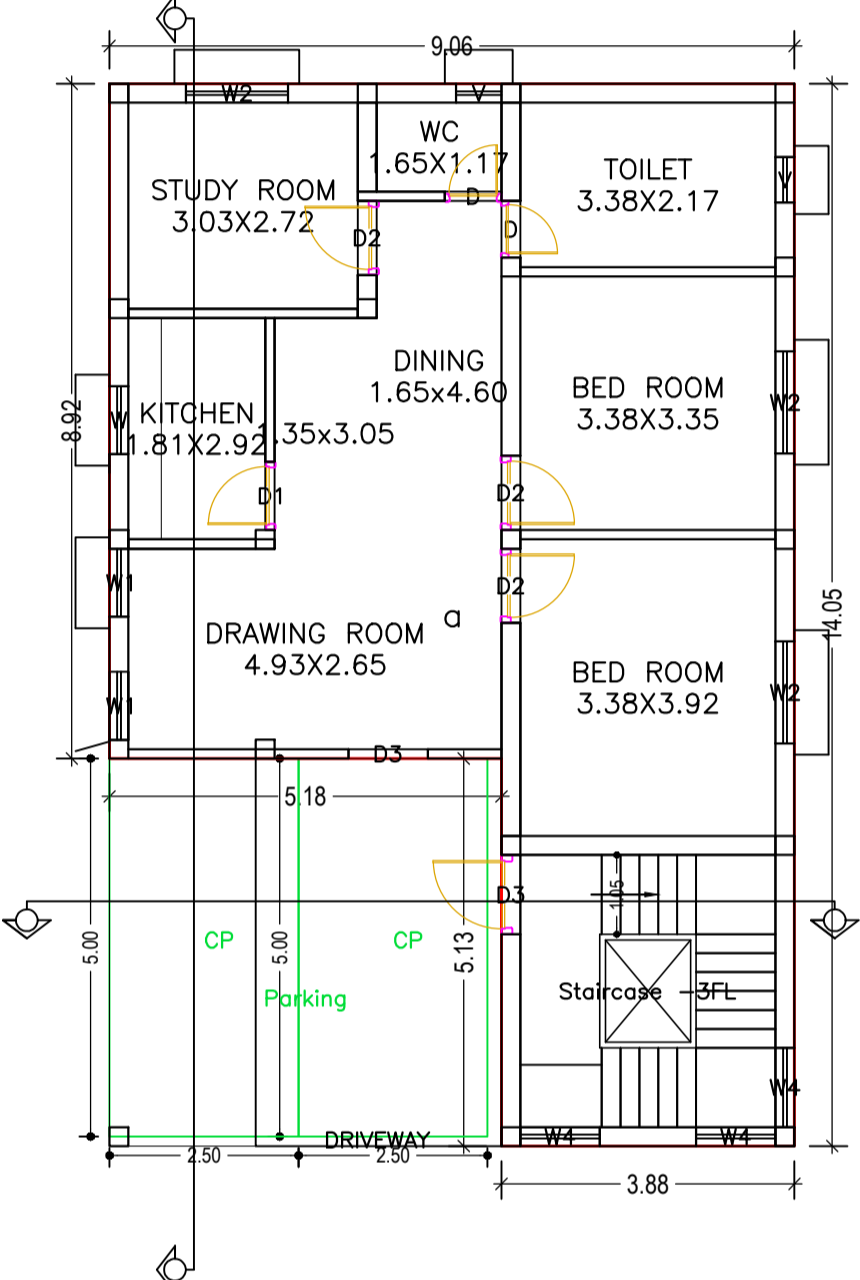 9.06
W2
V
WC
1.65X1.17
TOILET
3.38X2.17
V
STUDY ROOM
3.03X2.72
D
D2
D
DINING
1.65x4.60
BED ROOM
3.38X3.35
W2
8.92
W
KITCHEN
1.81X2.92
.35x3.05
D1
D2
W1
D2
a
14.05
DRAWING ROOM
4.93X2.65
BED ROOM
3.38X3.92
W2
W1
D3
5.18
D3
1.05
5.00
CP
5.00
CP
5.13
Parking
Staircase -3FL
W4
DRIVEWAY
W4
W4
2.50
2.50
3.88